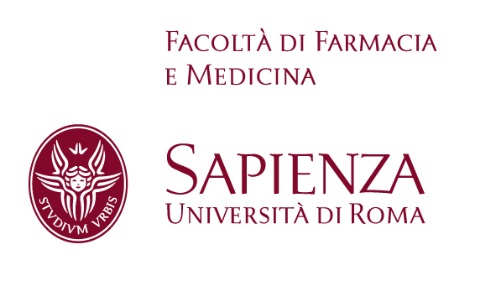 FACOLTÀ DI FARMACIA
E MEDICINA
STVDIVM VRBIS
SAPIENZA
UNIVERSITÀ DI ROMA